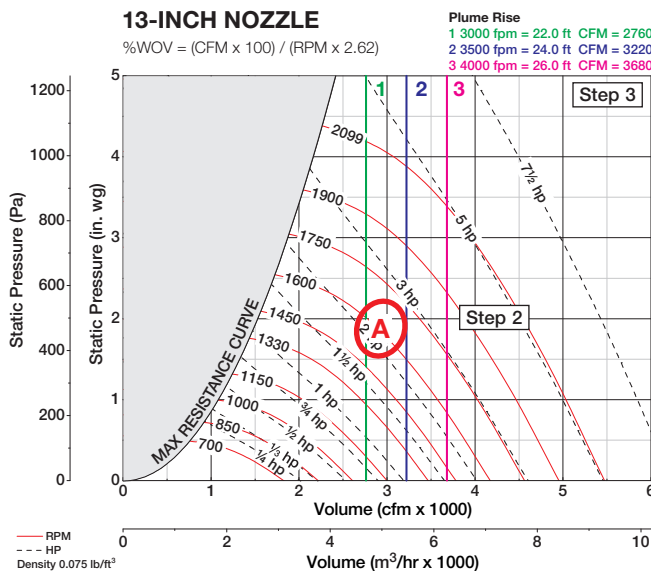 13-INCH NOZZLE
%WOV = (CFM x 100) / (RPM x 2.62)
Plume Rise
1 3000 fpm = 22.0 ft CFM = 2760
2 3500 fpm = 24.0 ft CFM = 3220
3 4000 fpm = 26.0 ft CFM = 3680
1 2 3
Step 3
1200
1000
800
600
400
200
0
Static Pressure (Pa)
5
4
3
2
1
0
Static Pressure (in. wg)
MAX RESISTANCE CURVE
2099
1900
1750
1600
1450
1330
1150
1000
850
700
7½ hp
5 hp
3 hp
A
Step 2
1½ hp
1 hp
¾ hp
½ hp
⅓ hp
¼ hp
0 1 2 3 4 5 6
Volume (cfm x 1000)
RPM
HP
Density 0.075 lb/ft³
0 2 4 6 8 10
Volume (m³/hr x 1000)